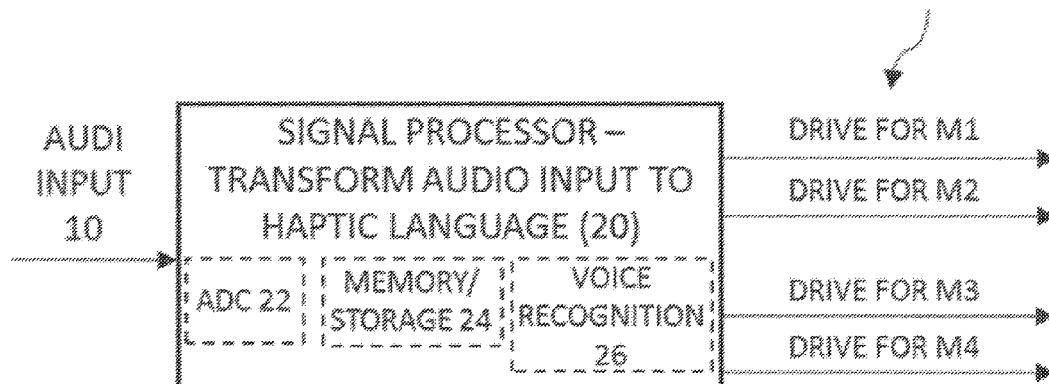 AUDI
INPUT
10
SIGNAL PROCESSOR –
TRANSFORM AUDIO INPUT TO
HAPTIC LANGUAGE (20)
ADC 22
MEMORY/
STORAGE 24
VOICE
RECOGNITION
26
DRIVE FOR M1
DRIVE FOR M2
DRIVE FOR M3
DRIVE FOR M4